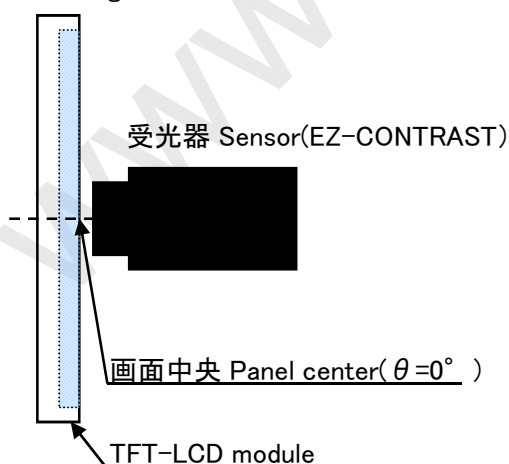 受光器 Sensor(EZ-CONTRAST)
画面中央 Panel center(θ=0°)
TFT-LCD module